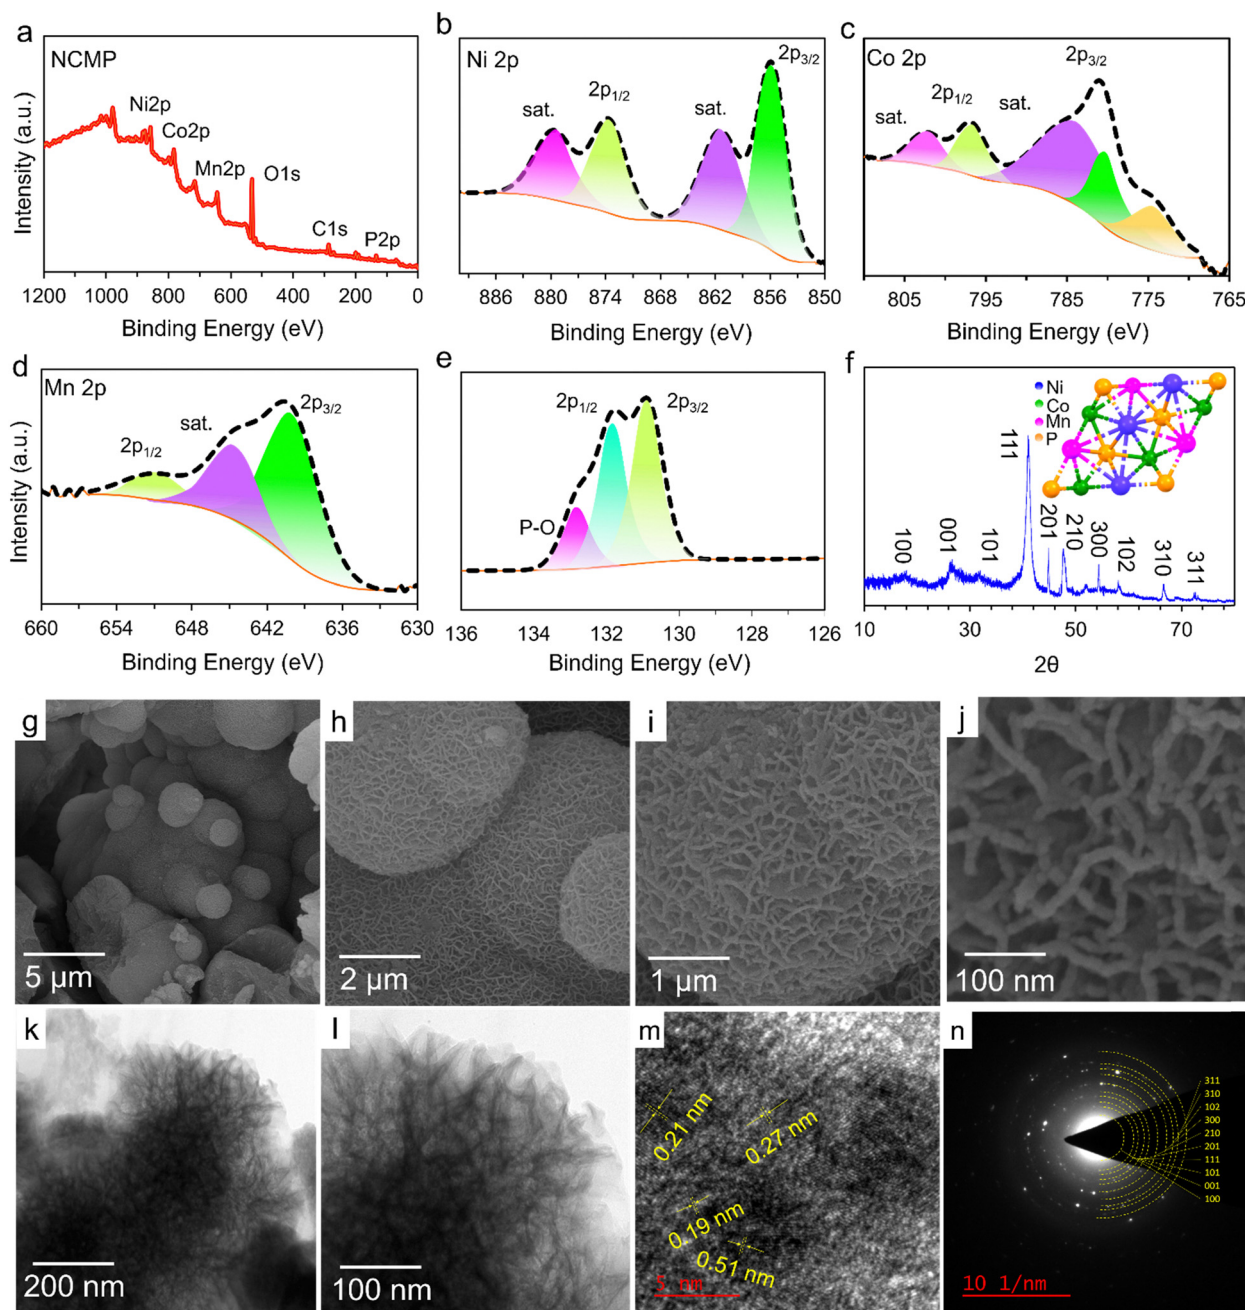 a
NCMP
Ni2p
Co2p
Mn2p
O1s
C1s
P2p
Intensity (a.u.)
1200 1000 800 600 400 200 0
Binding Energy (eV)
b
Ni 2p
sat.
2p1/2
sat.
2p3/2
886 880 874 868 862 856 850
Binding Energy (eV)
c
Co 2p
sat.
2p1/2
sat.
2p3/2
805 795 785 775 765
Binding Energy (eV)
d
Mn 2p
2p1/2
sat.
2p3/2
Intensity (a.u.)
660 654 648 642 636 630
Binding Energy (eV)
e
P-O
2p1/2
2p3/2
136 134 132 130 128 126
Binding Energy (eV)
f
Ni
Co
Mn
P
100
001
101
111
201
210
300
102
310
311
10 30 50 70
2θ
g
5 µm
h
2 µm
i
1 µm
j
100 nm
k
200 nm
l
100 nm
m
0.21 nm
0.27 nm
0.19 nm
0.51 nm
5 nm
n
311
310
102
300
210
201
111
101
001
100
10 1/nm